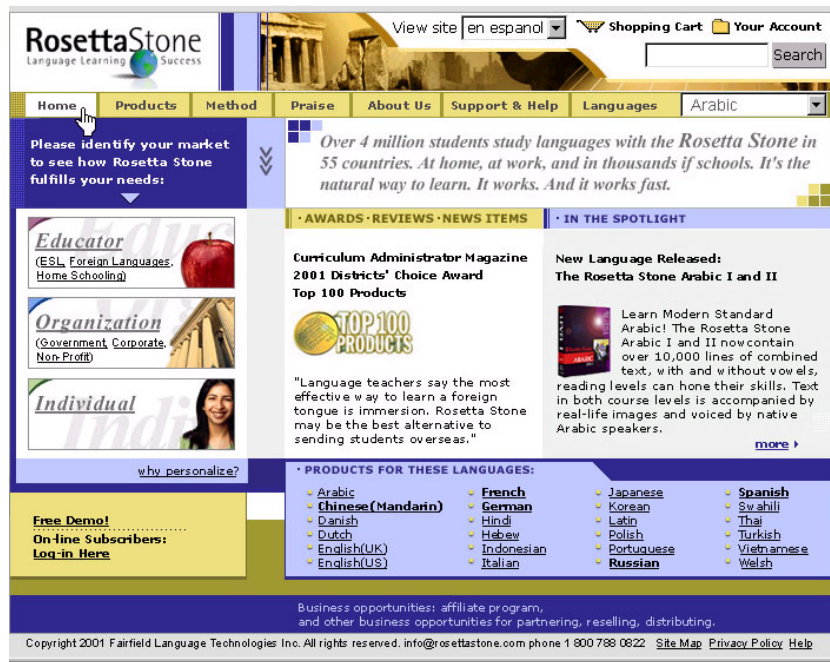 RosettaStone
Language Learning Success
View site en espanol
Shopping Cart
Your Account
Search
Home
Products
Method
Praise
About Us
Support & Help
Languages
Arabic
Please identify your market
to see how Rosetta Stone
fulfills your needs:
Over 4 million students study languages with the Rosetta Stone in
55 countries. At home, at work, and in thousands if schools. It's the
natural way to learn. It works. And it works fast.
Educator
(ESL, Foreign Languages,
Home Schooling)
Organization
(Government, Corporate,
Non-Profit)
Individual
why personalize?
· AWARDS · REVIEWS · NEWS ITEMS
Curriculum Administrator Magazine
2001 Districts' Choice Award
Top 100 Products
TOP 100
PRODUCTS
"Language teachers say the most
effective way to learn a foreign
tongue is immersion. Rosetta Stone
may be the best alternative to
sending students overseas."
· IN THE SPOTLIGHT
New Language Released:
The Rosetta Stone Arabic I and II
ARABIC
Learn Modern Standard
Arabic! The Rosetta Stone
Arabic I and II nowcontain
over 10,000 lines of combined
text, with and without vowels,
reading levels can hone their skills. Text
in both course levels is accompanied by
real-life images and voiced by native
Arabic speakers.
more
Free Demo!
On-line Subscribers:
Log-in Here
· PRODUCTS FOR THESE LANGUAGES:
Arabic
Chinese(Mandarin)
Danish
Dutch
English(UK)
English(US)
French
German
Hindi
Hebew
Indonesian
Italian
Japanese
Korean
Latin
Polish
Portuguese
Russian
Spanish
Swahili
Thai
Turkish
Vietnamese
Welsh
Business opportunities: affiliate program,
and other business opportunities for partnering, reselling, distributing.
Copyright 2001 Fairfield Language Technologies Inc. All rights reserved. info@rosettastone.com phone 1 800 788 0822 Site Map Privacy Policy Help